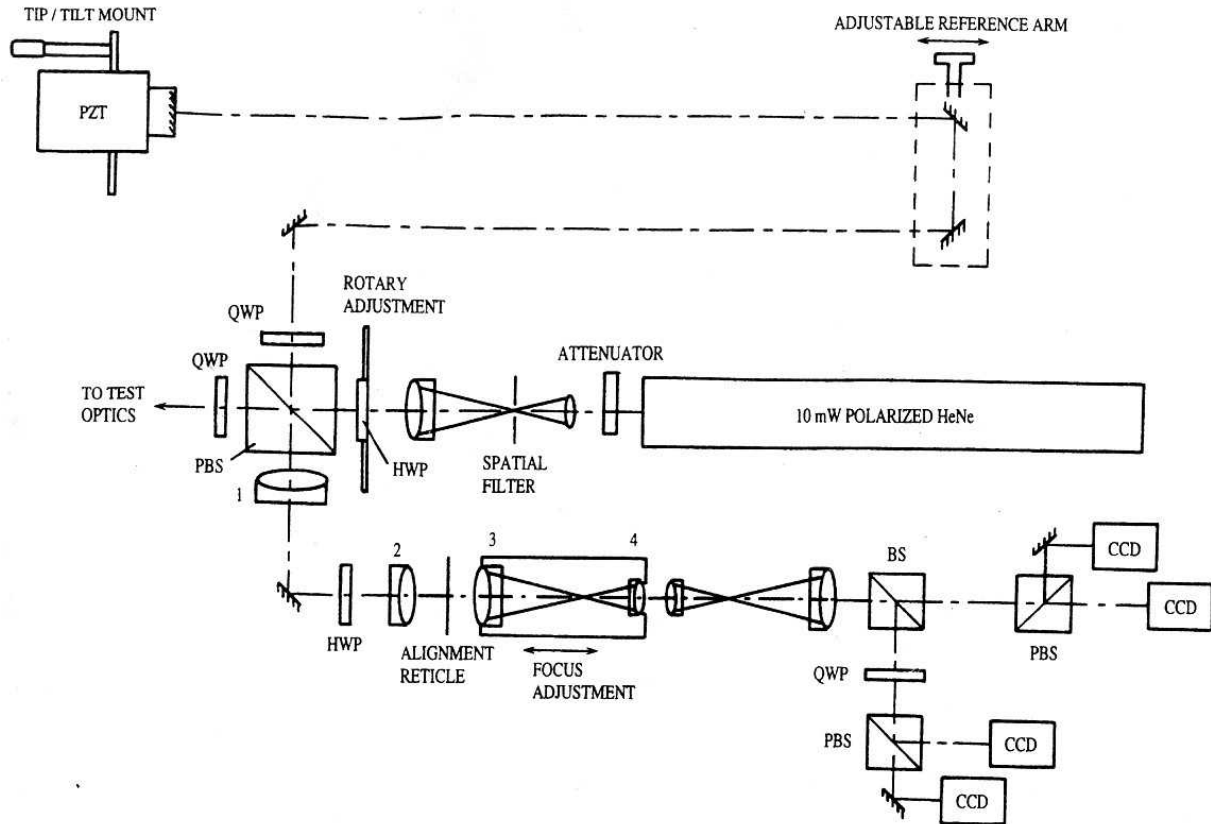 TIP / TILT MOUNT
ADJUSTABLE REFERENCE ARM
PZT
ROTARY
ADJUSTMENT
QWP
QWP
ATTENUATOR
TO TEST
OPTICS
10 mW POLARIZED HeNe
PBS
HWP
SPATIAL
FILTER
1
2
3
4
BS
CCD
CCD
HWP
ALIGNMENT
RETICLE
FOCUS
ADJUSTMENT
PBS
QWP
PBS
CCD
CCD